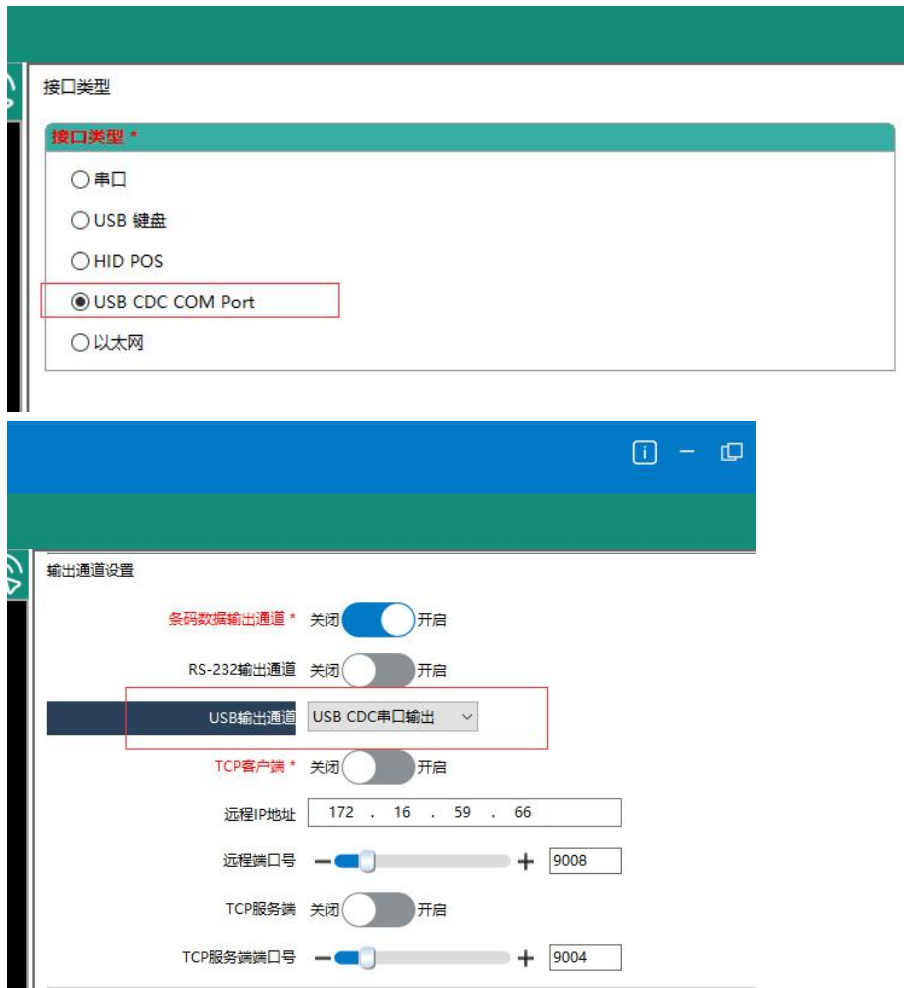 接口类型
接口类型 *
串口
USB 键盘
HID POS
USB CDC COM Port
以太网
输出通道设置
条码数据输出通道 * 关闭 开启
RS-232输出通道 关闭 开启
USB输出通道 USB CDC串口输出
TCP客户端 * 关闭 开启
远程IP地址 172 . 16 . 59 . 66
远程端口号 9008
TCP服务端 关闭 开启
TCP服务端端口号 9004